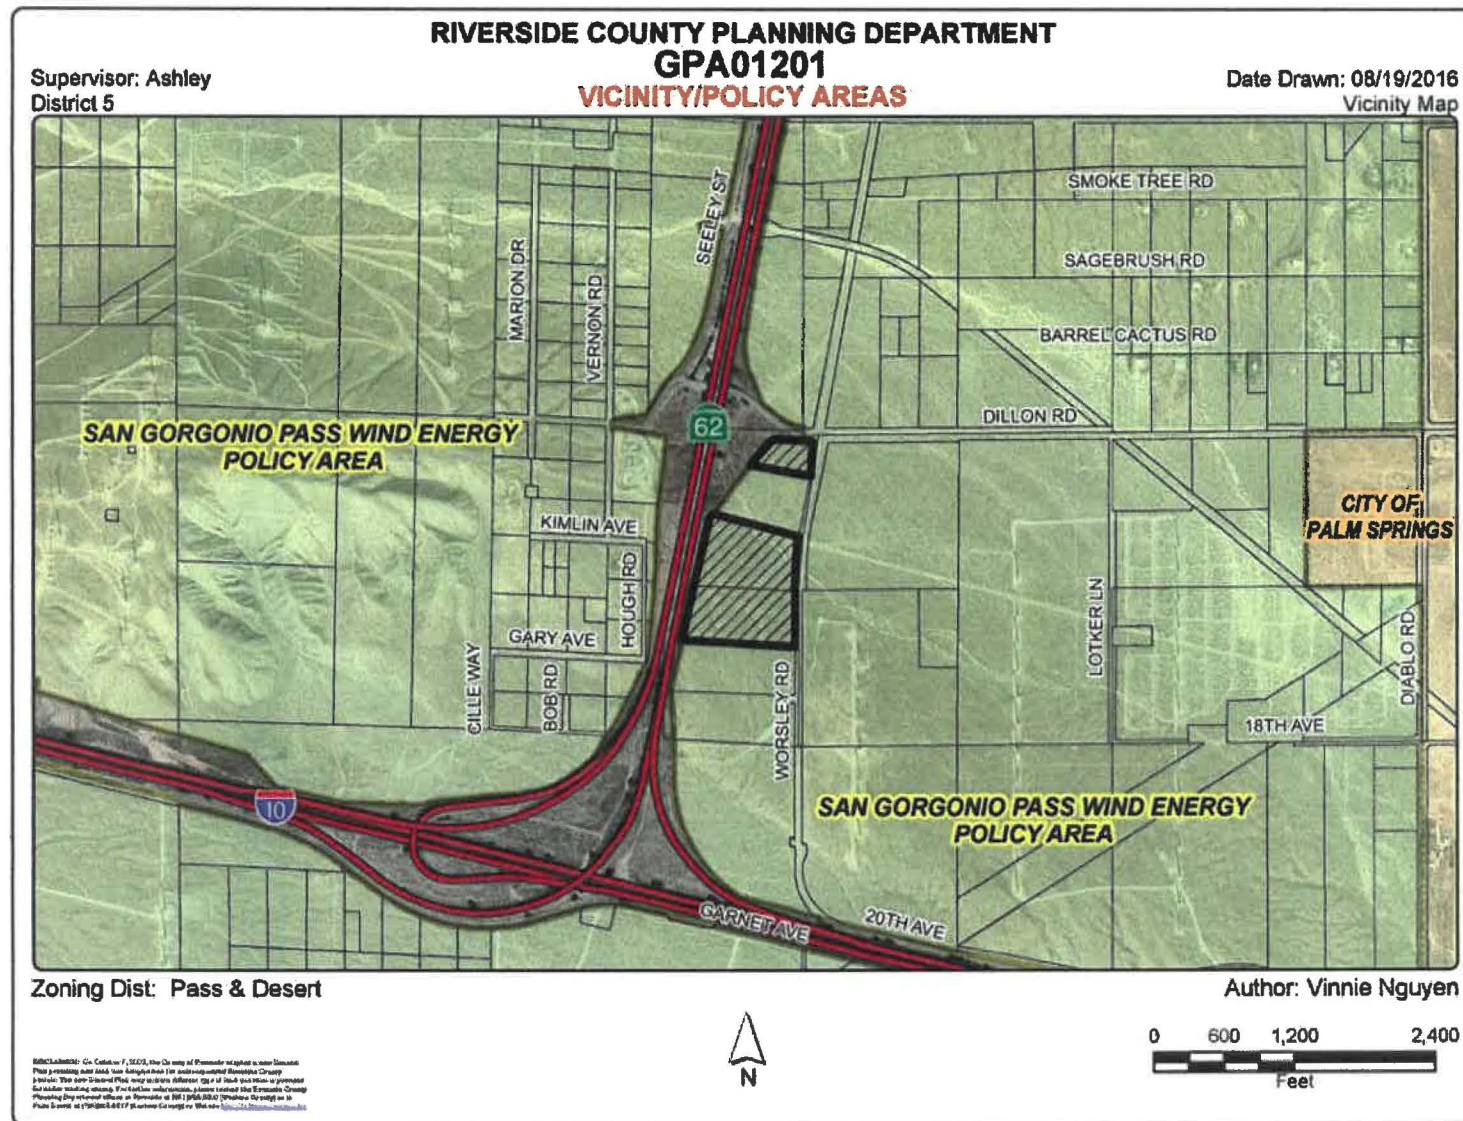 RIVERSIDE COUNTY PLANNING DEPARTMENT
GPA01201
VICINITY/POLICY AREAS
Supervisor: Ashley
District 5
Date Drawn: 08/19/2016
Vicinity Map
SMOKE TREE RD
SEELEY ST
SAGEBRUSH RD
MARION DR
VERNON RD
BARREL CACTUS RD
DILLON RD
62
SAN GORGONIO PASS WIND ENERGY
POLICY AREA
CITY OF
PALM SPRINGS
KIMLIN AVE
HOUGH RD
LOTKER LN
GARY AVE
DIABLO RD
CILLE WAY
BOB RD
WORSLEY RD
18TH AVE
10
SAN GORGONIO PASS WIND ENERGY
POLICY AREA
GARNET AVE
20TH AVE
Zoning Dist: Pass & Desert
Author: Vinnie Nguyen
N
0 600 1,200 2,400
Feet